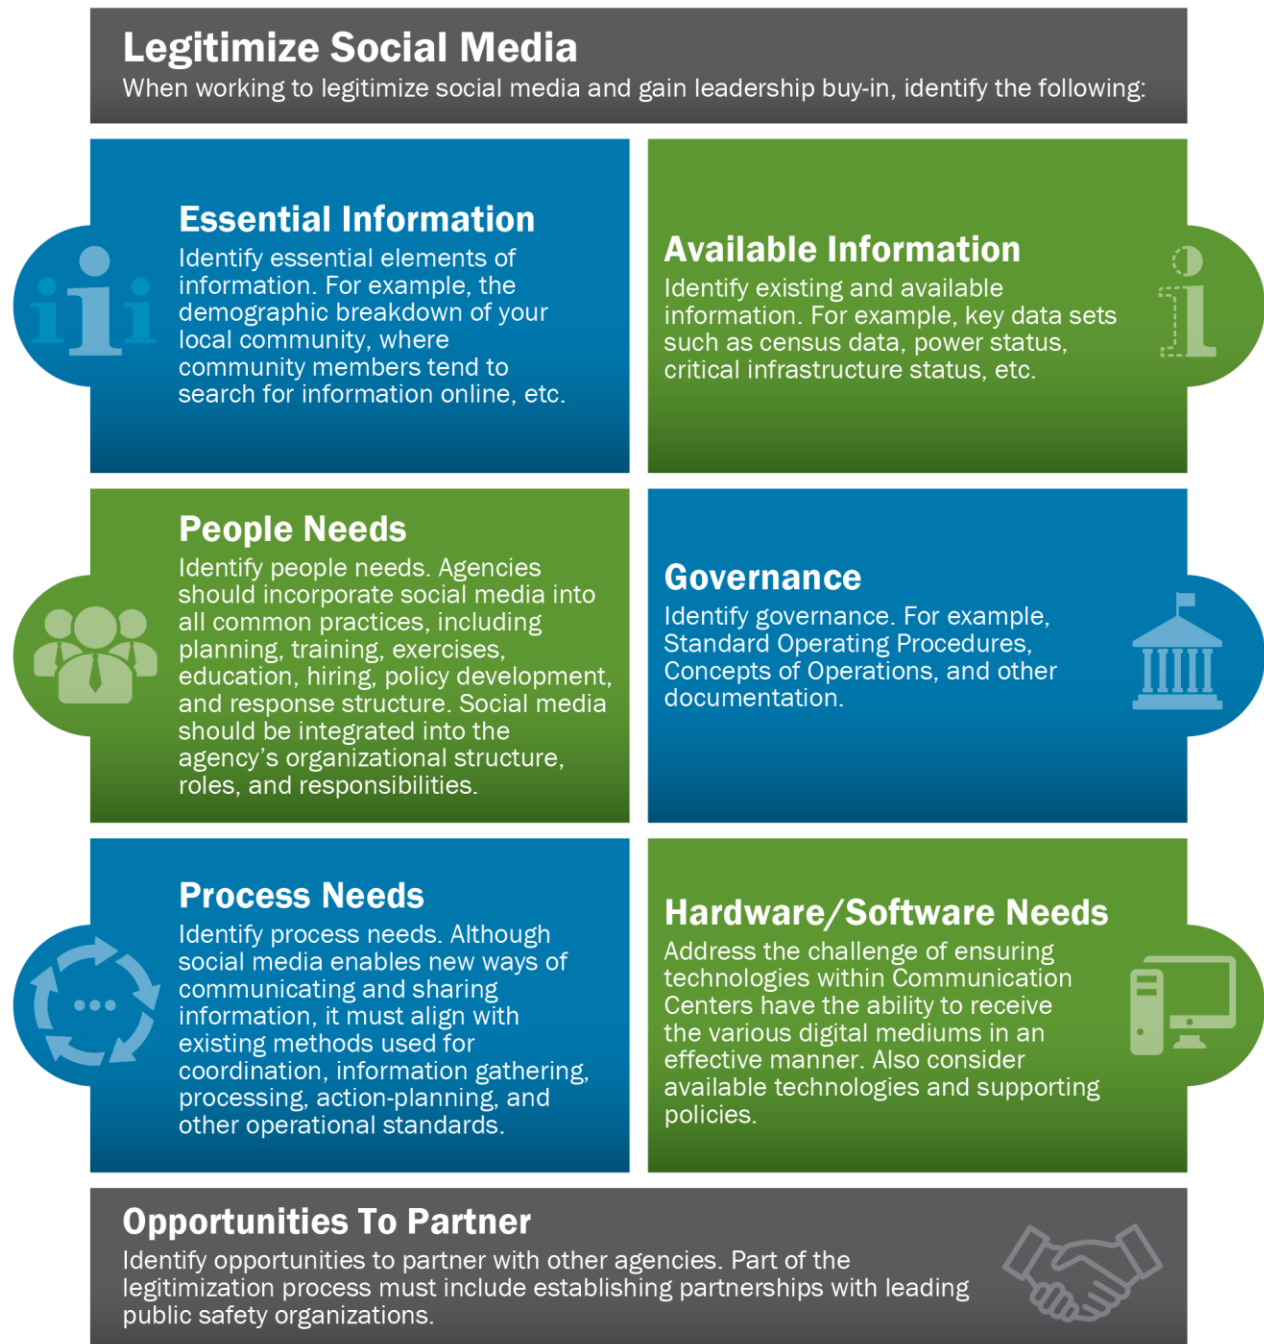 Legitimize Social Media
When working to legitimize social media and gain leadership buy-in, identify the following:
Essential Information
Identify essential elements of
information. For example, the
demographic breakdown of your
local community, where
community members tend to
search for information online, etc.
Available Information
Identify existing and available
information. For example, key data sets
such as census data, power status,
critical infrastructure status, etc.
People Needs
Identify people needs. Agencies
should incorporate social media into
all common practices, including
planning, training, exercises,
education, hiring, policy development,
and response structure. Social media
should be integrated into the
agency’s organizational structure,
roles, and responsibilities.
Governance
Identify governance. For example,
Standard Operating Procedures,
Concepts of Operations, and other
documentation.
Process Needs
Identify process needs. Although
social media enables new ways of
communicating and sharing
information, it must align with
existing methods used for
coordination, information gathering,
processing, action-planning, and
other operational standards.
Hardware/Software Needs
Address the challenge of ensuring
technologies within Communication
Centers have the ability to receive
the various digital mediums in an
effective manner. Also consider
available technologies and supporting
policies.
Opportunities To Partner
Identify opportunities to partner with other agencies. Part of the
legitimization process must include establishing partnerships with leading
public safety organizations.